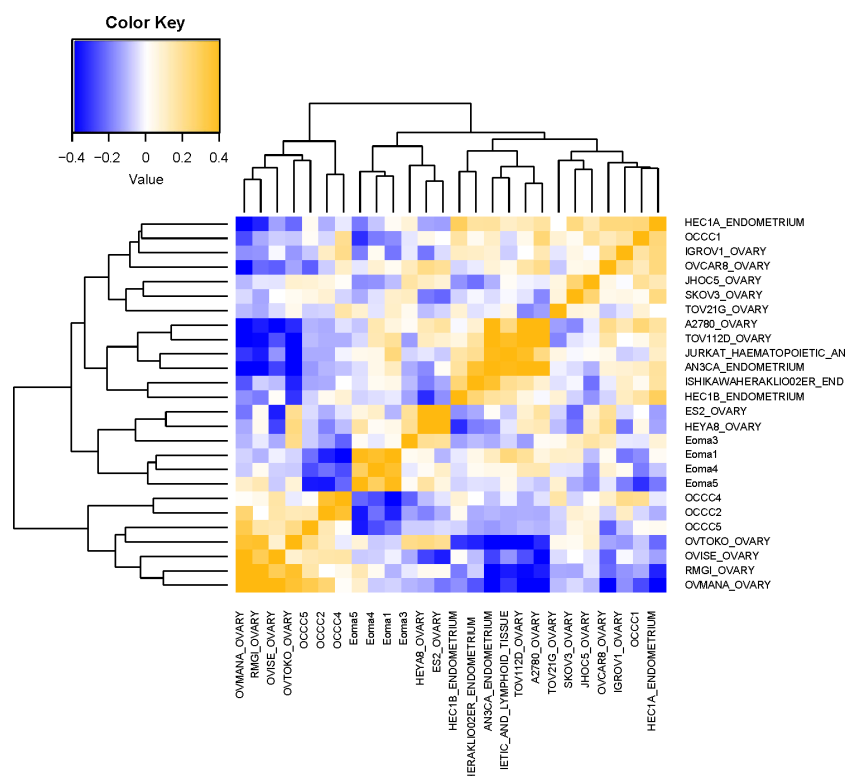 Color Key
−0.4 −0.2 0 0.2 0.4
Value
HEC1A_ENDOMETRIUM
OCCC1
IGROV1_OVARY
OVCAR8_OVARY
JHOC5_OVARY
SKOV3_OVARY
TOV21G_OVARY
A2780_OVARY
TOV112D_OVARY
JURKAT_HAEMATOPOIETIC_AN
AN3CA_ENDOMETRIUM
ISHIKAWAHERAKLIO02ER_END
HEC1B_ENDOMETRIUM
ES2_OVARY
HEYA8_OVARY
Eoma3
Eoma1
Eoma4
Eoma5
OCCC4
OCCC2
OCCC5
OVTOKO_OVARY
OVISE_OVARY
RMGI_OVARY
OVMANA_OVARY
OVMANA_OVARY
RMGI_OVARY
OVISE_OVARY
OVTOKO_OVARY
OCCC5
OCCC2
OCCC4
Eoma5
Eoma4
Eoma1
Eoma3
HEYA8_OVARY
ES2_OVARY
HEC1B_ENDOMETRIUM
IERAKLIO02ER_ENDOMETRIUM
AN3CA_ENDOMETRIUM
IETIC_AND_LYMPHOID_TISSUE
TOV112D_OVARY
A2780_OVARY
TOV21G_OVARY
SKOV3_OVARY
JHOC5_OVARY
OVCAR8_OVARY
IGROV1_OVARY
OCCC1
HEC1A_ENDOMETRIUM